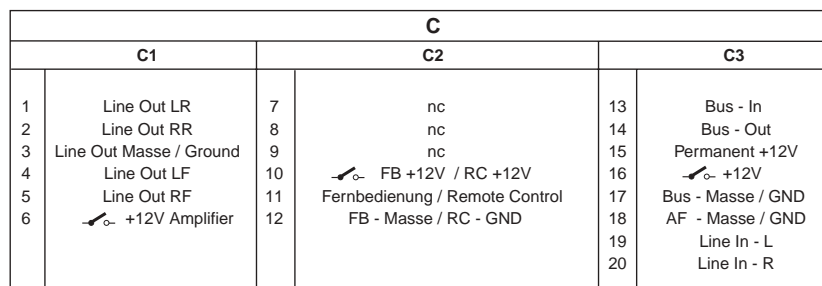 C
C1 C2 C3
1 Line Out LR 7 nc 13 Bus - In
2 Line Out RR 8 nc 14 Bus - Out
3 Line Out Masse / Ground 9 nc 15 Permanent +12V
4 Line Out LF 10 FB +12V / RC +12V 16 +12V
5 Line Out RF 11 Fernbedienung / Remote Control 17 Bus - Masse / GND
6 +12V Amplifier 12 FB - Masse / RC - GND 18 AF - Masse / GND
19 Line In - L
20 Line In - R